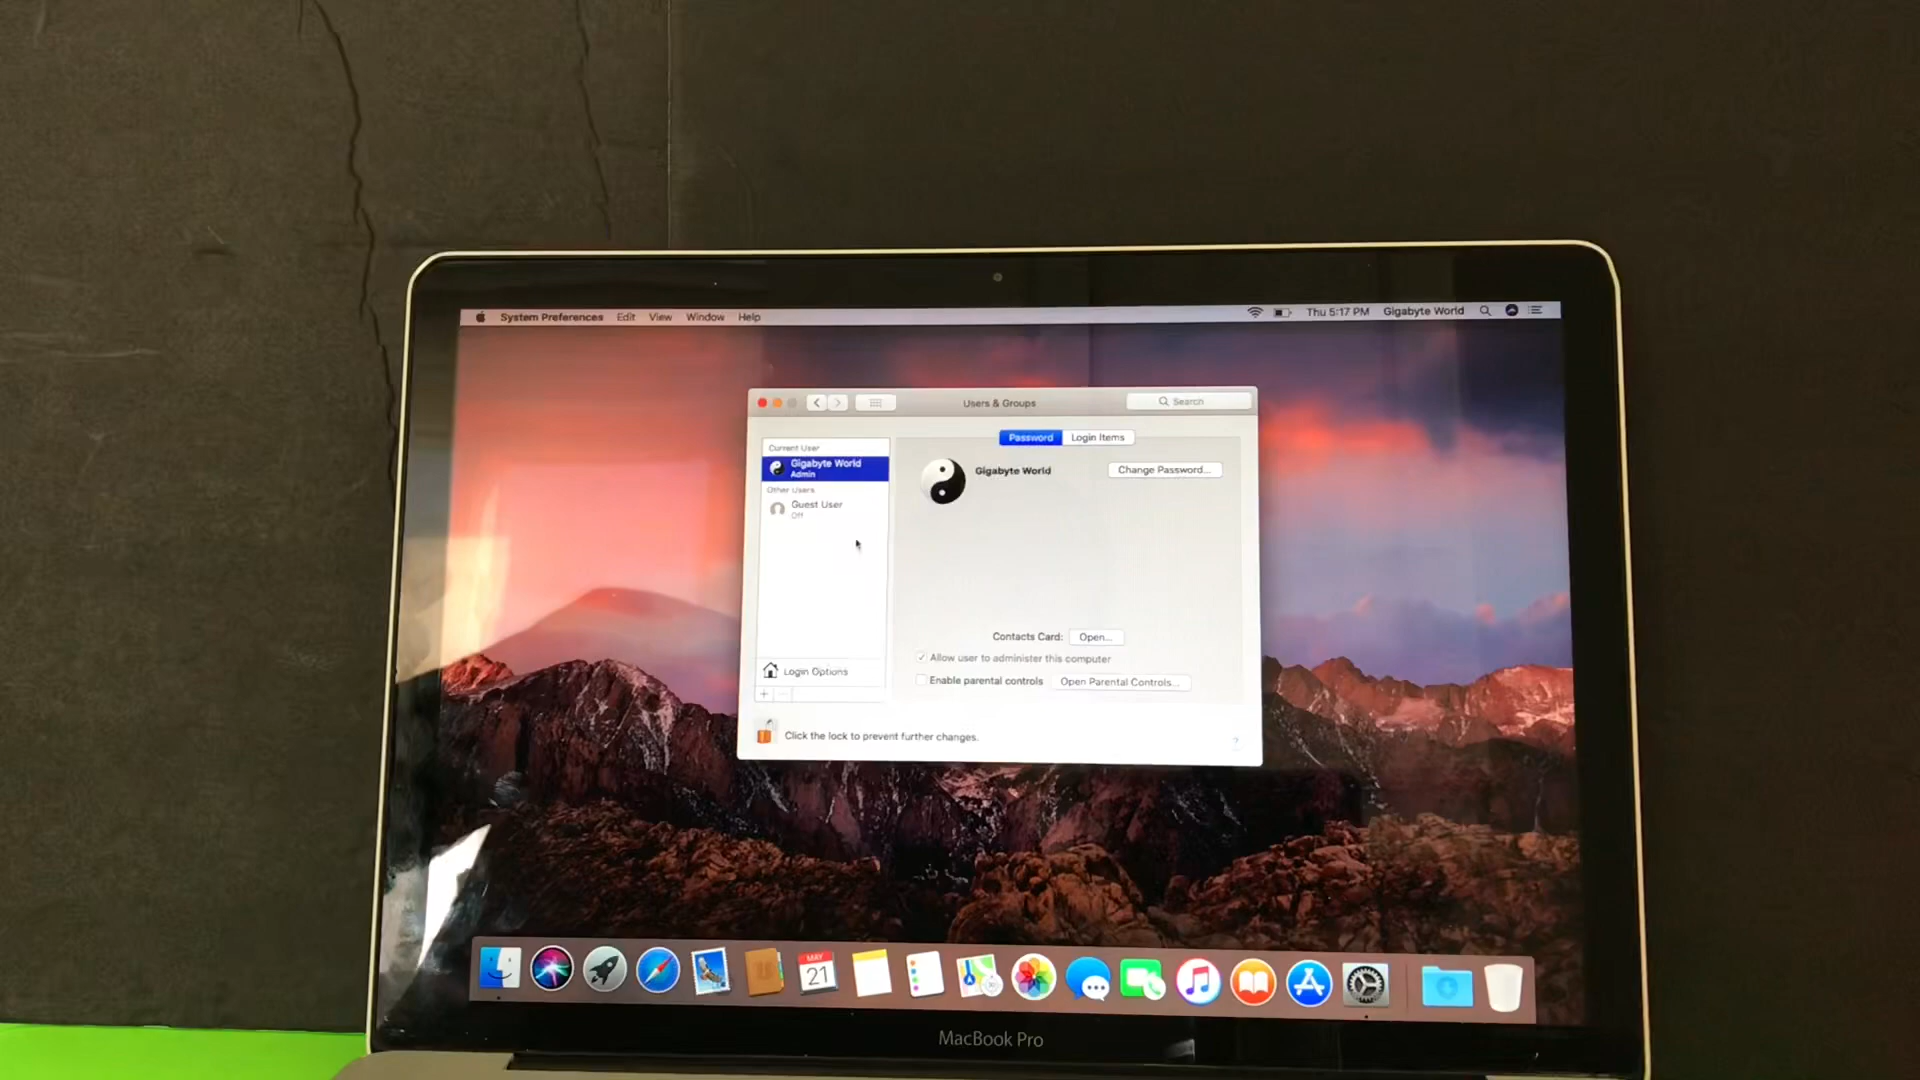 System Preferences Edit View Window Help
Thu 5:17 PM Gigabyte World
Users & Groups
Search
Password Login Items
Current User
Gigabyte World
Admin
Other Users
Guest User
Off
Gigabyte World
Change Password...
Contacts Card: Open...
Allow user to administer this computer
Enable parental controls Open Parental Controls...
Login Options
+ −
Click the lock to prevent further changes.
?
MAY
21
MacBook Pro